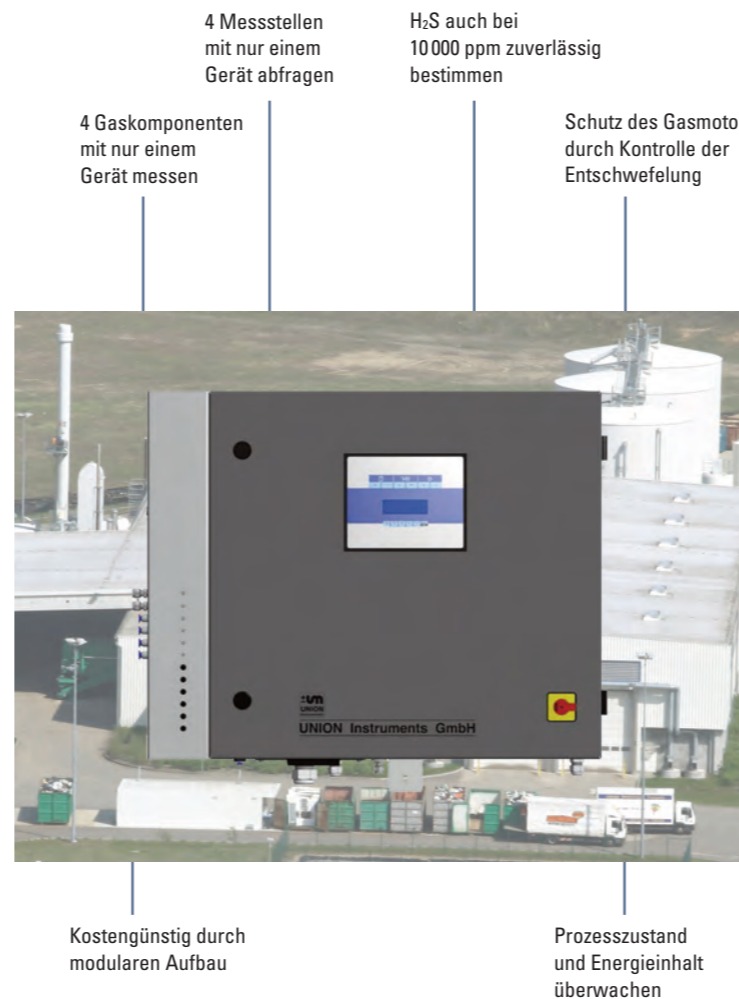 4 Messstellen
mit nur einem
Gerät abfragen
H₂S auch bei
10 000 ppm zuverlässig
bestimmen
4 Gaskomponenten
mit nur einem
Gerät messen
Schutz des Gasmoto
durch Kontrolle der
Entschwefelung
UNION
UNION Instruments GmbH
Kostengünstig durch
modularen Aufbau
Prozesszustand
und Energieinhalt
überwachen